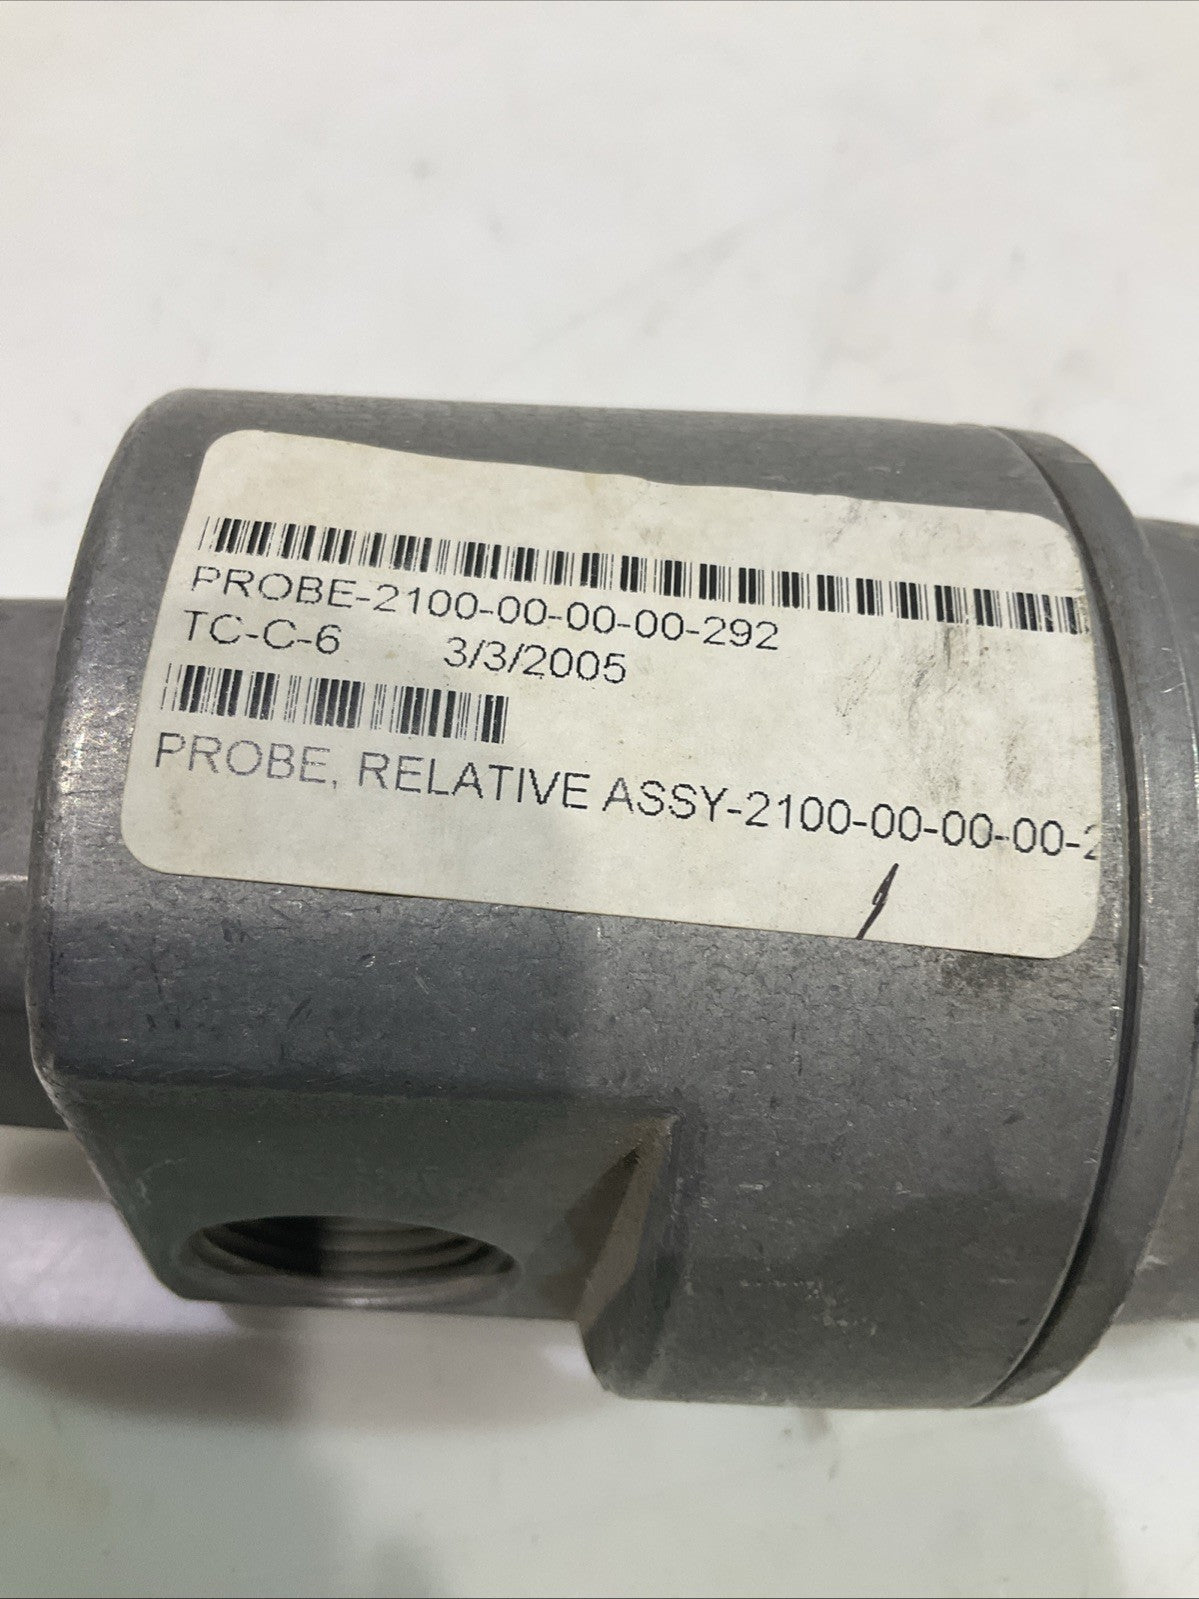 PROBE-2100-00-00-00-292
TC-C-6 3/3/2005
PROBE, RELATIVE ASSY-2100-00-00-00-2